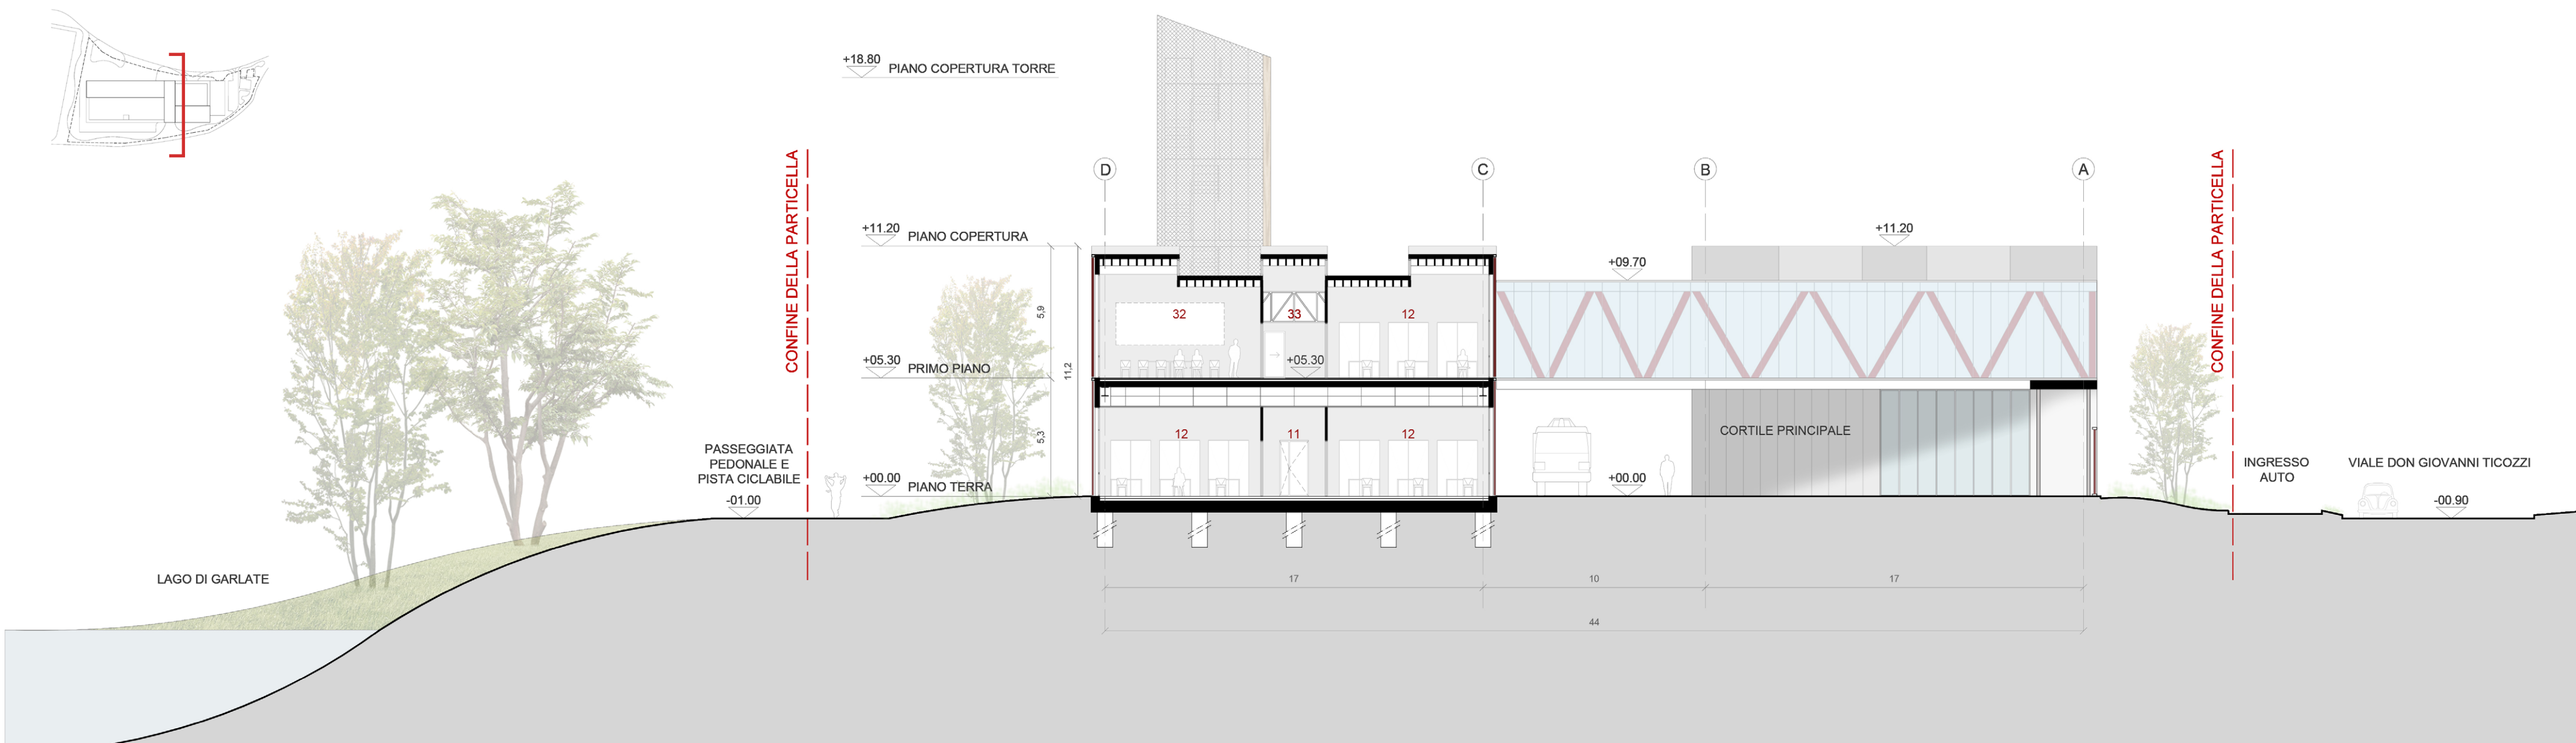 +18.80
PIANO COPERTURA TORRE
CONFINE DELLA PARTICELLA
CONFINE DELLA PARTICELLA
D
C
B
A
+11.20
PIANO COPERTURA
+11.20
+09.70
5,9
11,2
32
33
12
+05.30
PRIMO PIANO
+05.30
5,3
12
11
12
CORTILE PRINCIPALE
PASSEGGIATA
PEDONALE E
PISTA CICLABILE
-01.00
+00.00
PIANO TERRA
+00.00
INGRESSO
AUTO
VIALE DON GIOVANNI TICOZZI
-00.90
LAGO DI GARLATE
17
10
17
44